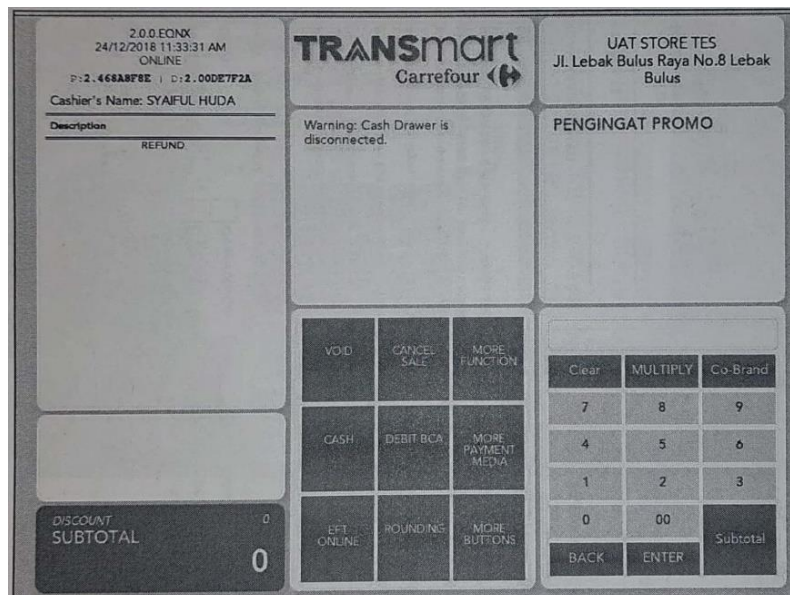 2.0.0.EQNX
24/12/2018 11:33:31 AM
ONLINE
P:2.468A8F8E | D:2.00DE7F2A
Cashier's Name: SYAIFUL HUDA
Description
REFUND
DISCOUNT 0
SUBTOTAL
0
TRANSmart
Carrefour
Warning: Cash Drawer is
disconnected.
UAT STORE TES
Jl. Lebak Bulus Raya No.8 Lebak
Bulus
PENGINGAT PROMO
VOID
CANCEL
SALE
MORE
FUNCTION
CASH
DEBIT BCA
MORE
PAYMENT
MEDIA
EFT
ONLINE
ROUNDING
MORE
BUTTONS
Clear MULTIPLY Co-Brand
7 8 9
4 5 6
1 2 3
0 00
Subtotal
BACK ENTER